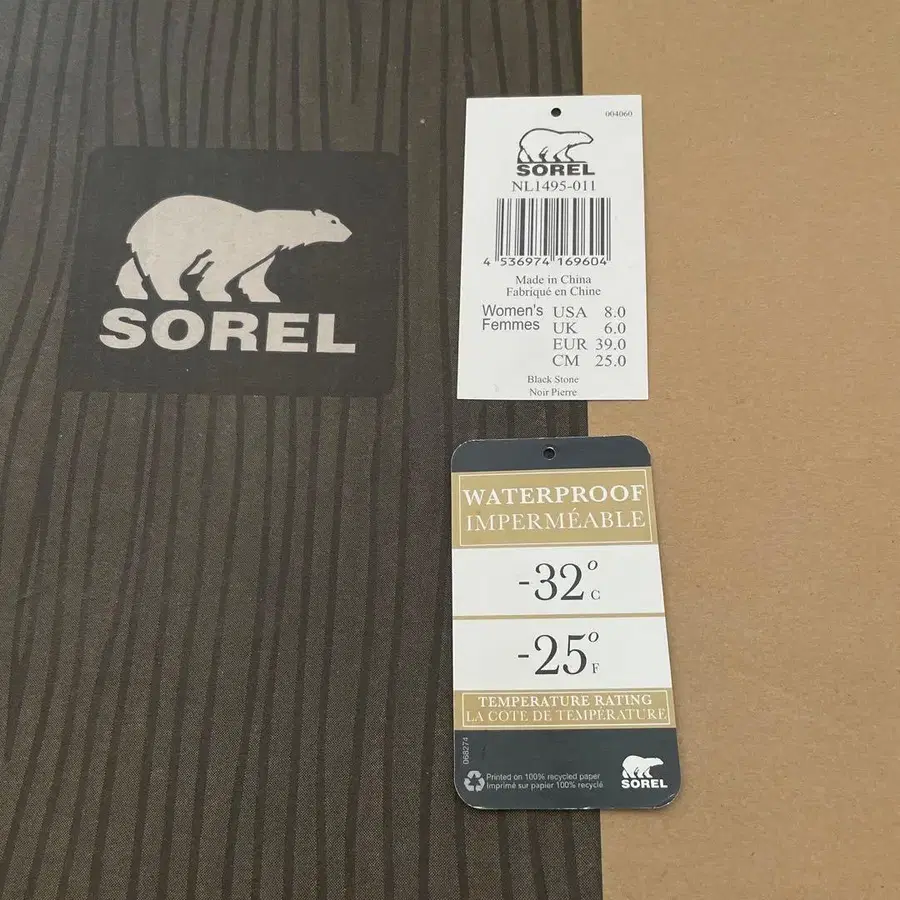 SOREL
004060
SOREL
NL1495-011
4 536974 169604
Made in China
Fabriqué en Chine
Women's USA 8.0
Femmes UK 6.0
EUR 39.0
CM 25.0
Black Stone
Noir Pierre
WATERPROOF
IMPERMÉABLE
-32° C
-25° F
TEMPERATURE RATING
LA COTE DE TEMPÉRATURE
068274
Printed on 100% recycled paper
Imprimé sur papier 100% recyclé
SOREL